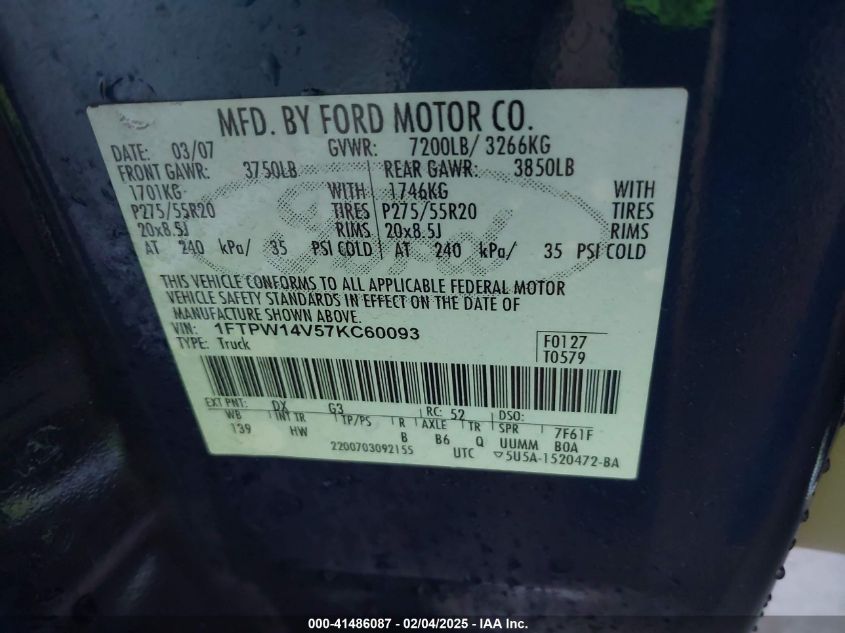 MFD. BY FORD MOTOR CO.
DATE: 03/07 GVWR: 7200LB/ 3266KG
FRONT GAWR: 3750LB REAR GAWR: 3850LB
1701KG WITH 1746KG WITH
P275/55R20 TIRES P275/55R20 TIRES
20x8.5J RIMS 20x8.5J RIMS
AT 240 kPa/ 35 PSI COLD AT 240 kPa/ 35 PSI COLD
THIS VEHICLE CONFORMS TO ALL APPLICABLE FEDERAL MOTOR
VEHICLE SAFETY STANDARDS IN EFFECT ON THE DATE OF
MANUFACTURE SHOWN ABOVE.
VIN: 1FTPW14V57KC60093 F0127
TYPE: Truck T0579
EXT PNT: DX G3 RC: 52 DSO:
WB INT TR TP/PS R AXLE TR SPR 7F61F
139 HW B B6 Q UUMM BOA
2200703092155 UTC ▽5U5A-1520472-BA
Ford
000-41486087 - 02/04/2025 - IAA Inc.